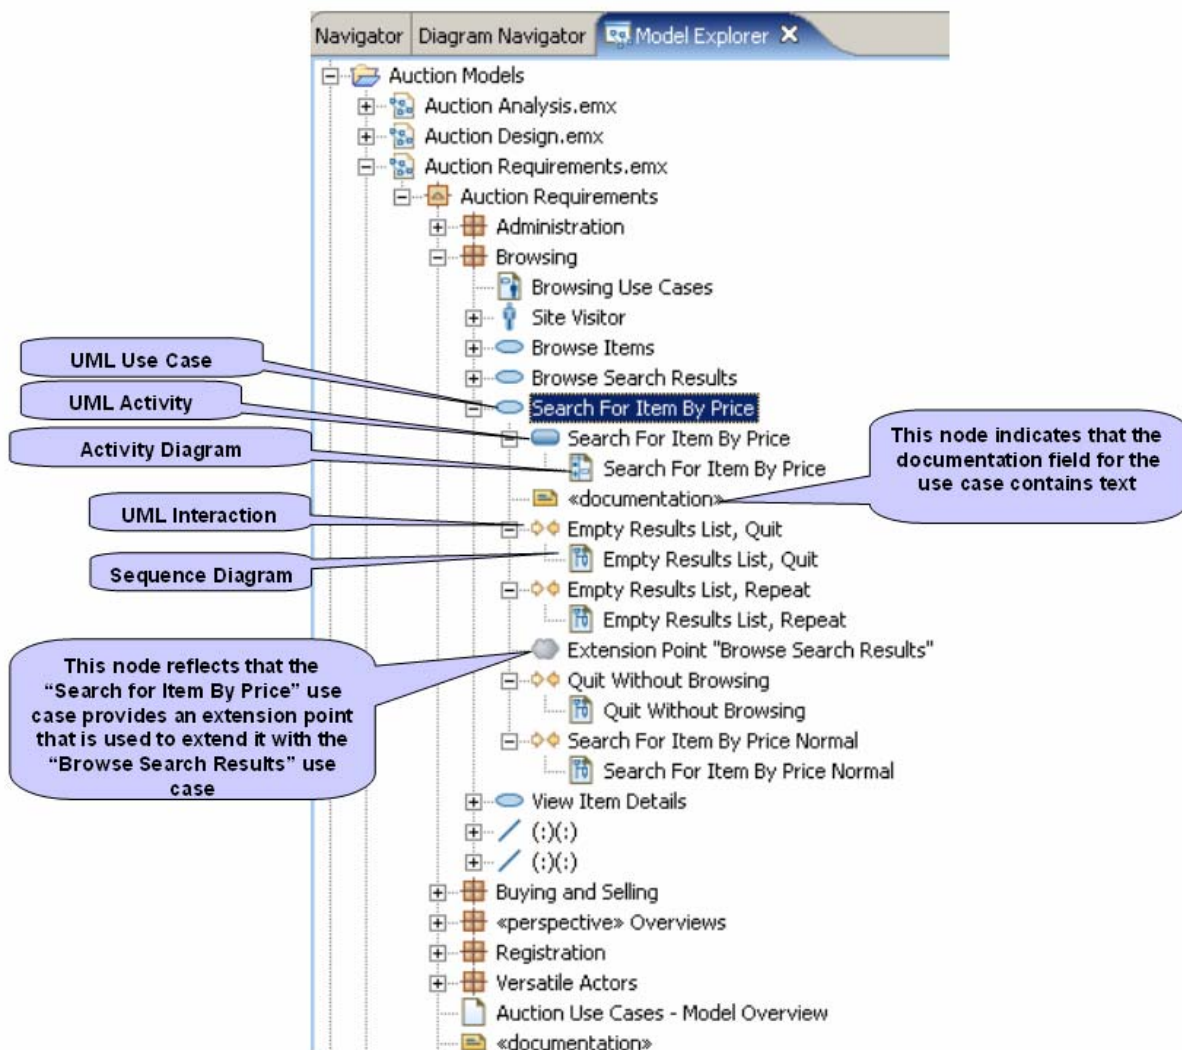 Navigator
Diagram Navigator
Model Explorer
Auction Models
Auction Analysis.emx
Auction Design.emx
Auction Requirements.emx
Auction Requirements
Administration
Browsing
Browsing Use Cases
Site Visitor
Browse Items
Browse Search Results
Search For Item By Price
Search For Item By Price
Search For Item By Price
«documentation»
Empty Results List, Quit
Empty Results List, Quit
Empty Results List, Repeat
Empty Results List, Repeat
Extension Point "Browse Search Results"
Quit Without Browsing
Quit Without Browsing
Search For Item By Price Normal
Search For Item By Price Normal
View Item Details
(:)(:)
(:)(:)
Buying and Selling
«perspective» Overviews
Registration
Versatile Actors
Auction Use Cases - Model Overview
«documentation»
UML Use Case
UML Activity
Activity Diagram
UML Interaction
Sequence Diagram
This node reflects that the
“Search for Item By Price” use
case provides an extension point
that is used to extend it with the
“Browse Search Results” use
case
This node indicates that the
documentation field for the
use case contains text